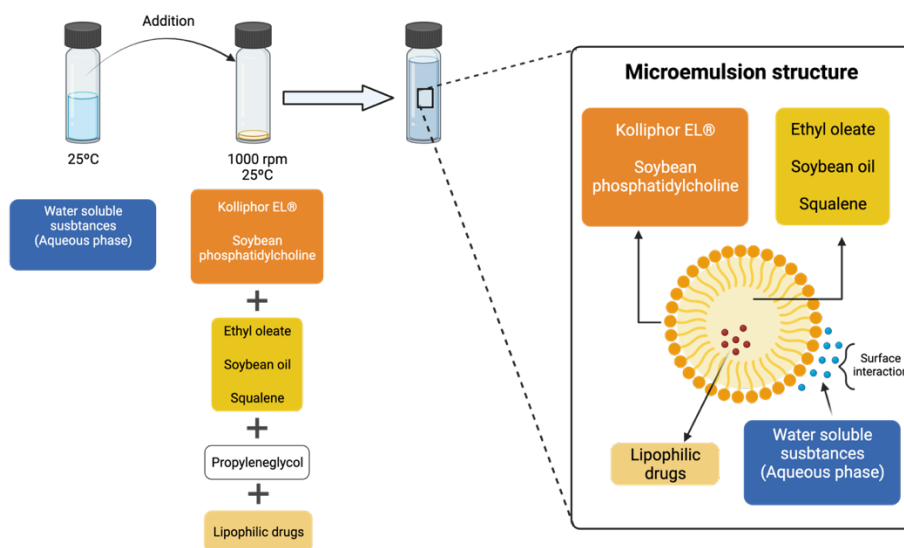 Addition
25ºC
1000 rpm
25ºC
Water soluble
susbtances
(Aqueous phase)
Kolliphor EL®
Soybean
phosphatidylcholine
+
Ethyl oleate
Soybean oil
Squalene
+
Propyleneglycol
+
Lipophilic drugs
Microemulsion structure
Kolliphor EL®
Soybean
phosphatidylcholine
Ethyl oleate
Soybean oil
Squalene
Surface
interaction
Lipophilic
drugs
Water soluble
susbtances
(Aqueous phase)